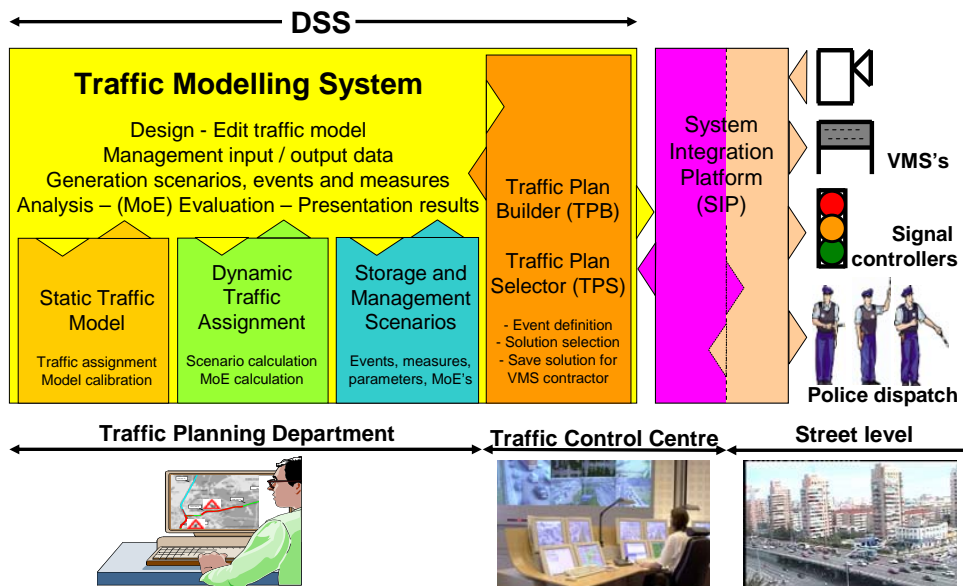 DSS
Traffic Modelling System
Design - Edit traffic model
Management input / output data
Generation scenarios, events and measures
Analysis – (MoE) Evaluation – Presentation results
Static Traffic
Model
Traffic assignment
Model calibration
Dynamic
Traffic
Assignment
Scenario calculation
MoE calculation
Storage and
Management
Scenarios
Events, measures,
parameters, MoE's
Traffic Plan
Builder (TPB)
Traffic Plan
Selector (TPS)
- Event definition
- Solution selection
- Save solution for
VMS contractor
System
Integration
Platform
(SIP)
VMS's
Signal
controllers
Police dispatch
Traffic Planning Department
Traffic Control Centre
Street level